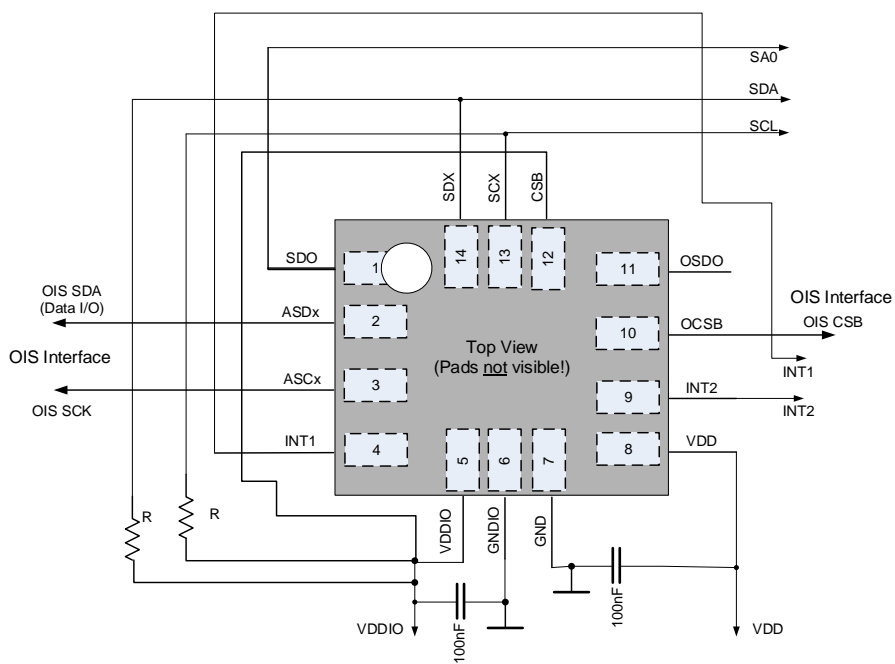 SA0
SDA
SCL
SDX
SCX
CSB
SDO
1
14
13
12
11
OSDO
OIS SDA
(Data I/O)
ASDx
2
10
OCSB
OIS Interface
OIS CSB
Top View
(Pads not visible!)
OIS Interface
ASCx
3
9
INT2
INT1
INT2
OIS SCK
INT1
4
5
6
7
8
VDD
R
R
VDDIO
GNDIO
GND
100nF
100nF
VDDIO
VDD